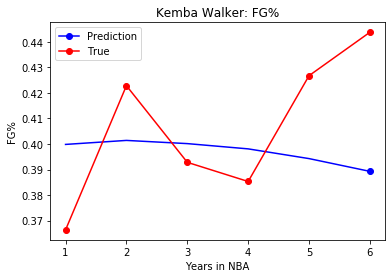 Kemba Walker: FG%
Prediction
True
FG%
0.44
0.43
0.42
0.41
0.40
0.39
0.38
0.37
1 2 3 4 5 6
Years in NBA